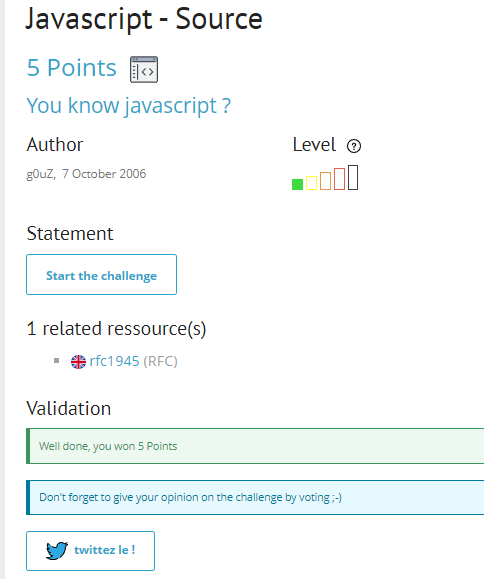 Javascript - Source
5 Points
You know javascript ?
Author
Level
g0uZ, 7 October 2006
Statement
Start the challenge
1 related ressource(s)
rfc1945 (RFC)
Validation
Well done, you won 5 Points
Don't forget to give your opinion on the challenge by voting ;-)
twittez le !